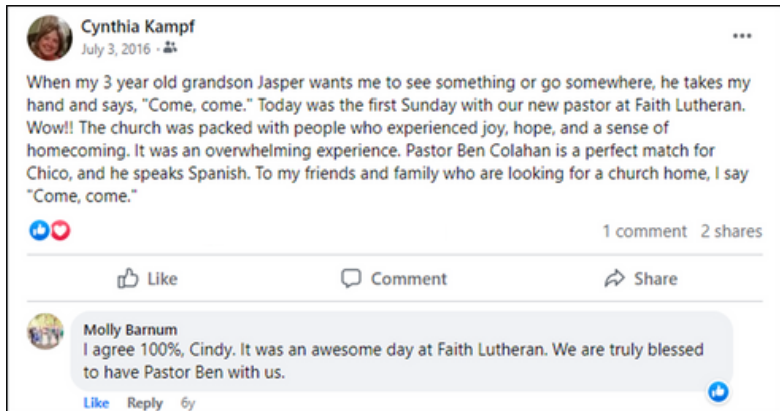 Cynthia Kampf
July 3, 2016 ·
When my 3 year old grandson Jasper wants me to see something or go somewhere, he takes my
hand and says, "Come, come." Today was the first Sunday with our new pastor at Faith Lutheran.
Wow!! The church was packed with people who experienced joy, hope, and a sense of
homecoming. It was an overwhelming experience. Pastor Ben Colahan is a perfect match for
Chico, and he speaks Spanish. To my friends and family who are looking for a church home, I say
"Come, come."
1 comment 2 shares
Like Comment Share
Molly Barnum
I agree 100%, Cindy. It was an awesome day at Faith Lutheran. We are truly blessed
to have Pastor Ben with us.
Like Reply 6y